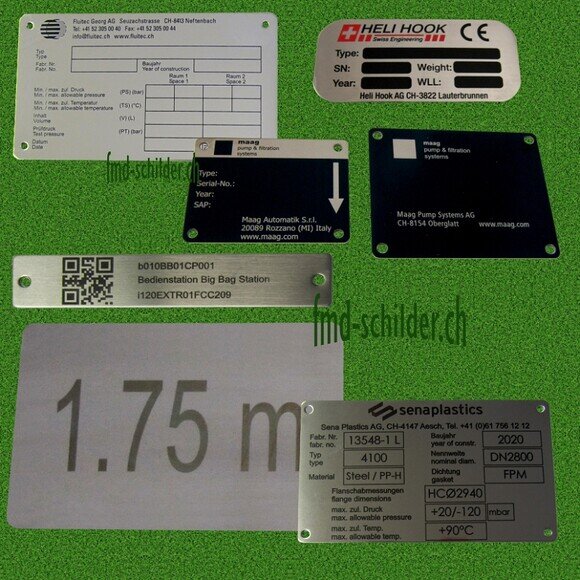 Flutec Georg AG Seuzachstrasse CH-8413 Neftenbach
Tel: +41 52 305 00 40 Fax: +41 52 305 00 44
info@flutec.ch www.flutec.ch
Typ
Type
Fabr. Nr.
Fabr. No.
Baujahr
Year of construction
Raum 1
Space 1
Raum 2
Space 2
Min. / max. zul. Druck
Min. / max. allowable pressure
(PS) (bar)
Min. / max. zul. Temperatur
Min. / max. allowable temperature
(TS) (°C)
Inhalt
Volume
(V) (L)
Prüfdruck
Test pressure
(PT) (bar)
Datum
Date
HELI HOOK
Swiss Engineering
CE
Type:
SN:
Weight:
Year:
WLL:
Heli Hook AG CH-3822 Lauterbrunnen
fmd-schilder.ch
maag
pump & filtration
systems
Type:
Serial-No.:
Year:
SAP:
Maag Automatik S.r.l.
20089 Rozzano (MI) Italy
www.maag.com
maag
pump & filtration
systems
Maag Pump Systems AG
CH-8154 Oberglatt
www.maag.com
b010BB01CP001
Bedienstation Big Bag Station
i120EXTR01FCC209
fmd-schilder.ch
1.75 m
senaplastics
Sena Plastics AG, CH-4147 Aesch, Tel. +41 (0)61 756 12 12
Fabr. Nr.
fabr. no.
13548-1 L
Baujahr
year of constr.
2020
Typ
type
4100
Nennweite
nominal diam.
DN2800
Material
Steel / PP-H
Dichtung
gasket
FPM
Flanschabmessungen
flange dimensions
HCØ2940
max. zul. Druck
max. allowable pressure
+20/-120
mbar
max. zul. Temp.
max. allowable temp.
+90°C